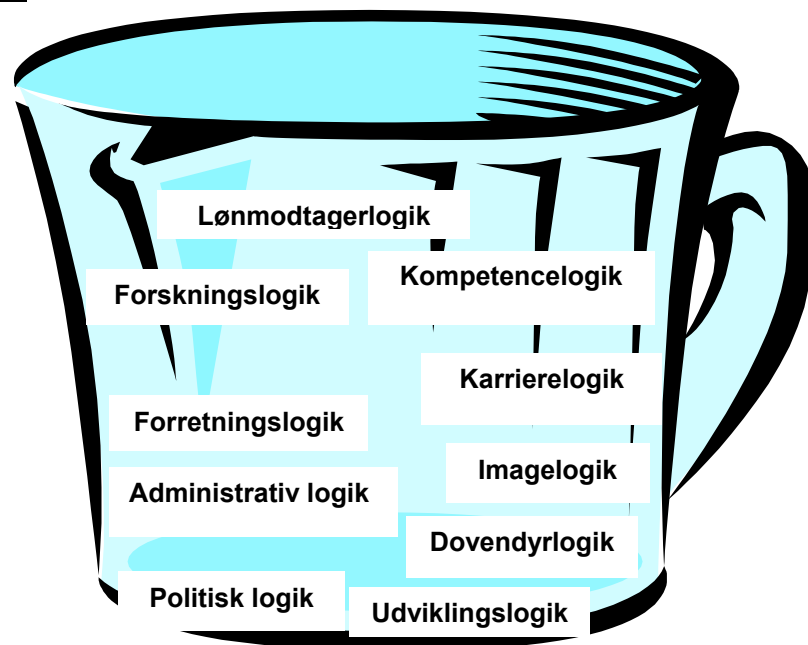 Lønmodtagerlogik
Kompetencelogik
Forskningslogik
Karrierelogik
Forretningslogik
Imagelogik
Administrativ logik
Dovendyrlogik
Politisk logik
Udviklingslogik